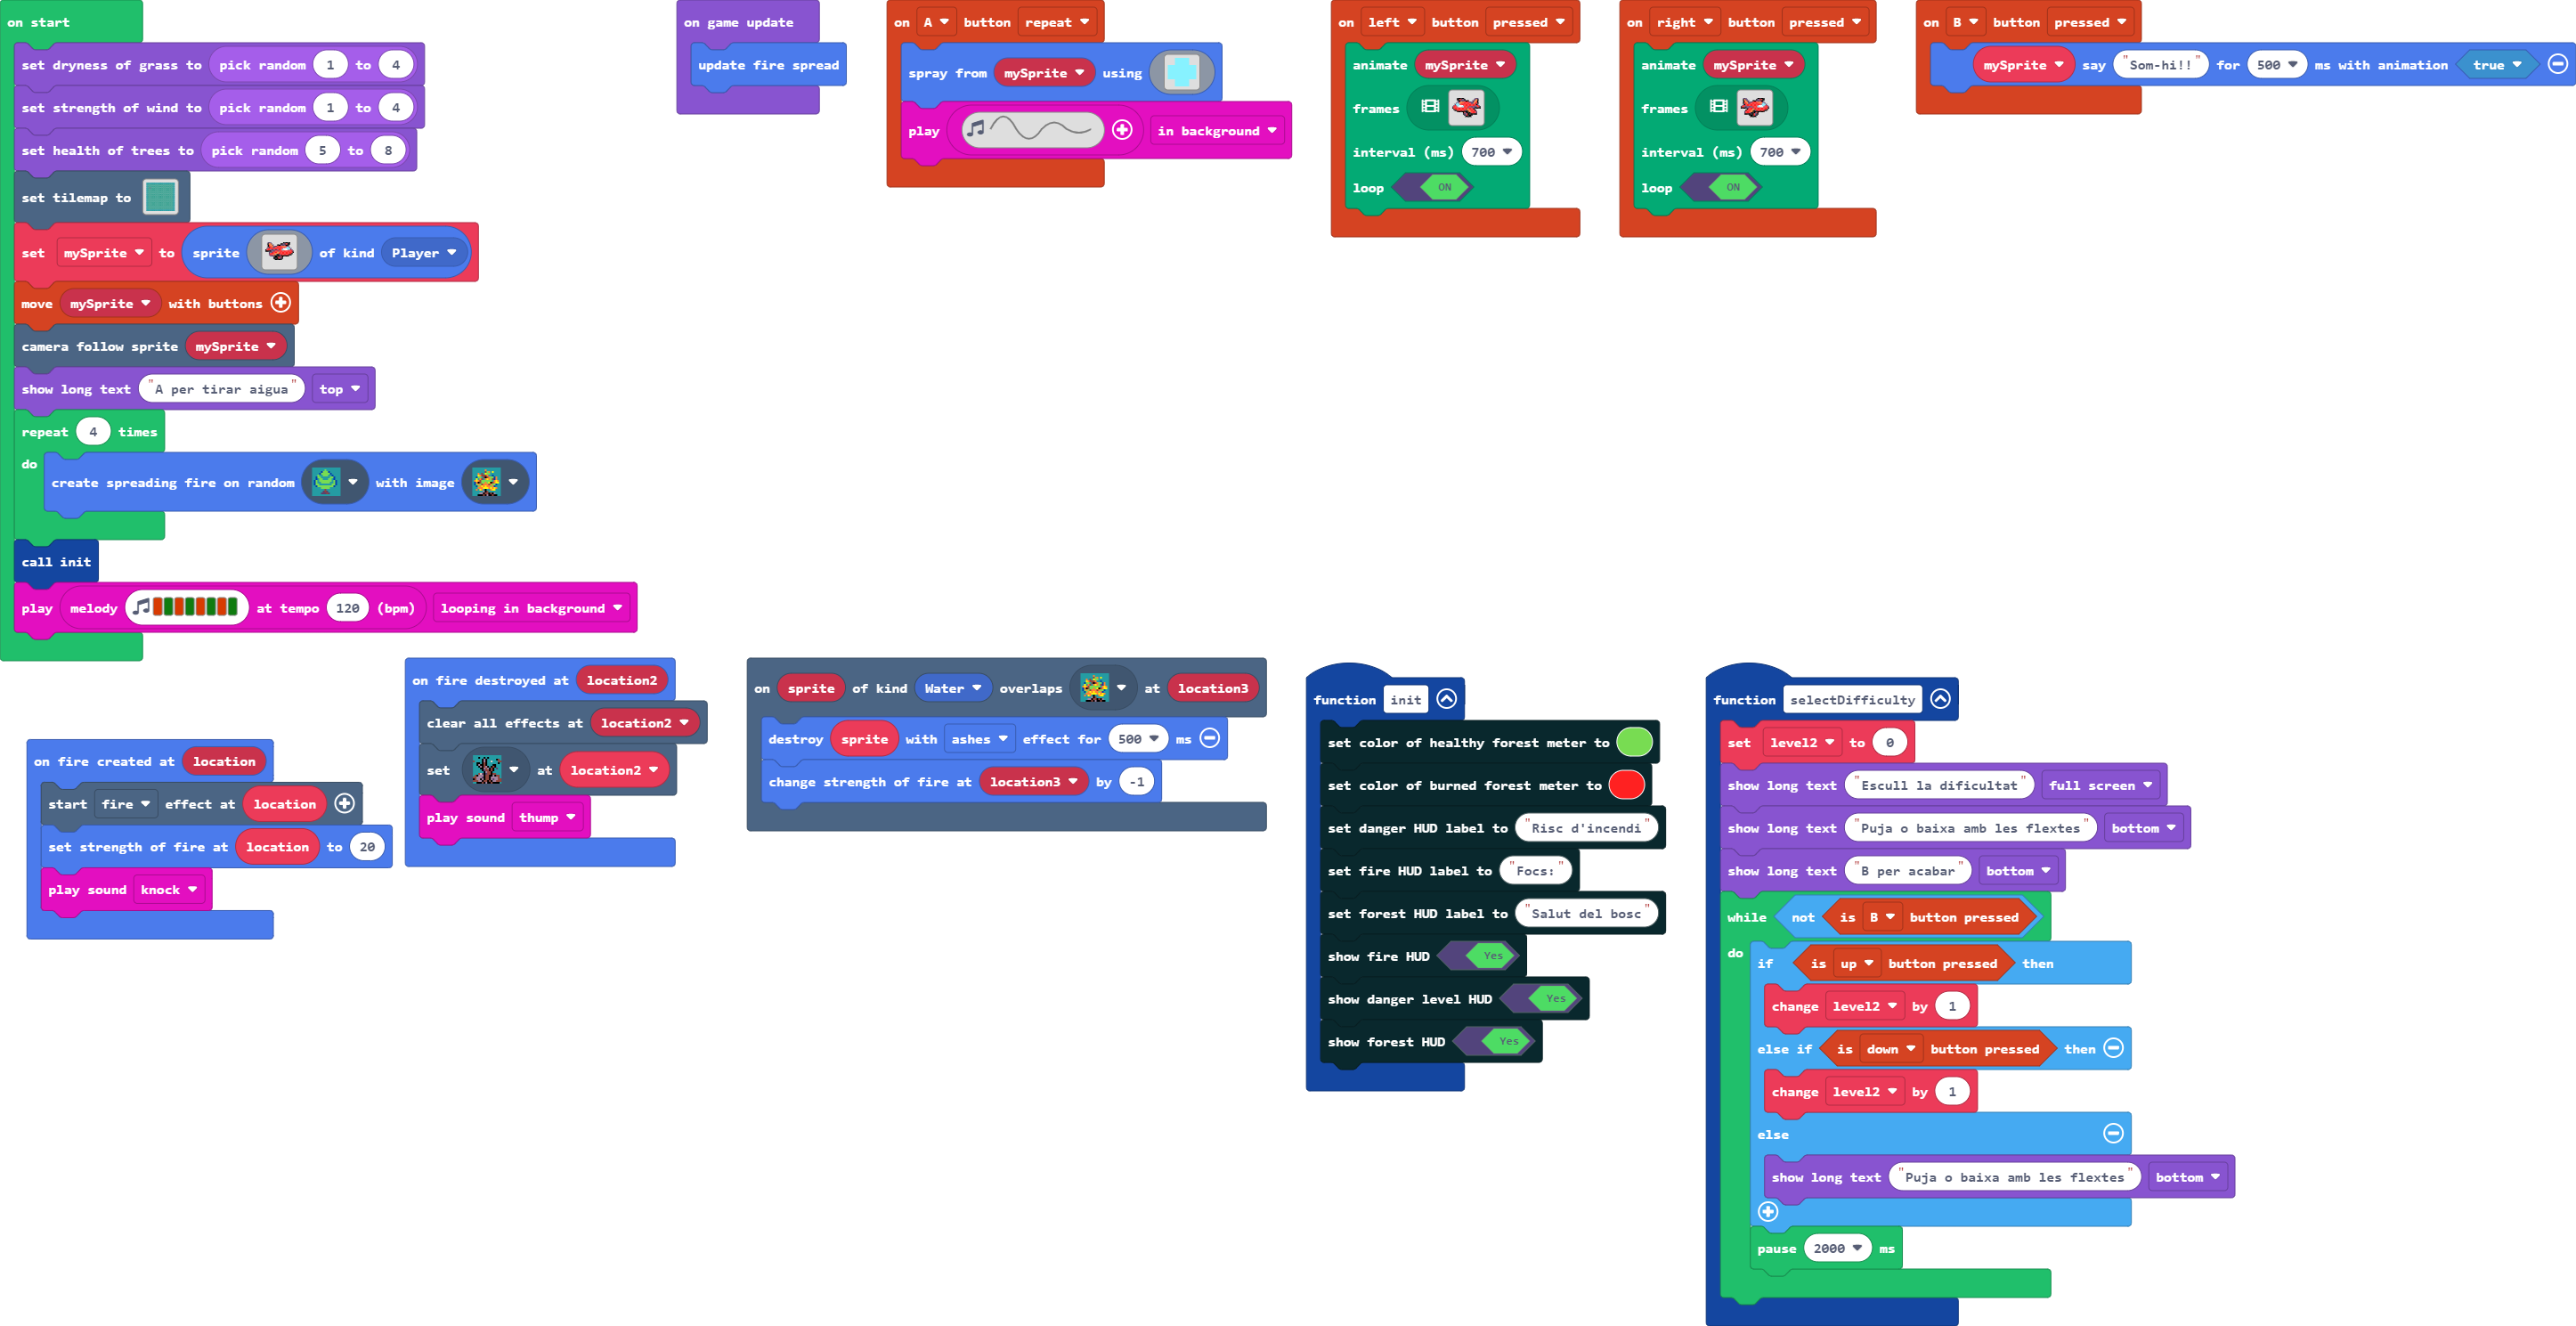 on start
set dryness of grass to pick random 1 to 4
set strength of wind to pick random 1 to 4
set health of trees to pick random 5 to 8
set tilemap to
set mySprite to sprite of kind Player
move mySprite with buttons
camera follow sprite mySprite
show long text "A per tirar aigua" top
repeat 4 times
do
create spreading fire on random with image
call init
play melody at tempo 120 (bpm) looping in background
on game update
update fire spread
on A button repeat
spray from mySprite using
play in background
on left button pressed
animate mySprite
frames
interval (ms) 700
loop ON
on right button pressed
animate mySprite
frames
interval (ms) 700
loop ON
on B button pressed
mySprite say "Som-hi!!" for 500 ms with animation true
on fire created at location
start fire effect at location
set strength of fire at location to 20
play sound knock
on fire destroyed at location2
clear all effects at location2
set at location2
play sound thump
on sprite of kind Water overlaps at location3
destroy sprite with ashes effect for 500 ms
change strength of fire at location3 by -1
function init
set color of healthy forest meter to
set color of burned forest meter to
set danger HUD label to "Risc d'incendi"
set fire HUD label to "Focs:"
set forest HUD label to "Salut del bosc"
show fire HUD Yes
show danger level HUD Yes
show forest HUD Yes
function selectDifficulty
set level2 to 0
show long text "Escull la dificultat" full screen
show long text "Puja o baixa amb les flextes" bottom
show long text "B per acabar" bottom
while not is B button pressed
do
if is up button pressed then
change level2 by 1
else if is down button pressed then
change level2 by 1
else
show long text "Puja o baixa amb les flextes" bottom
pause 2000 ms